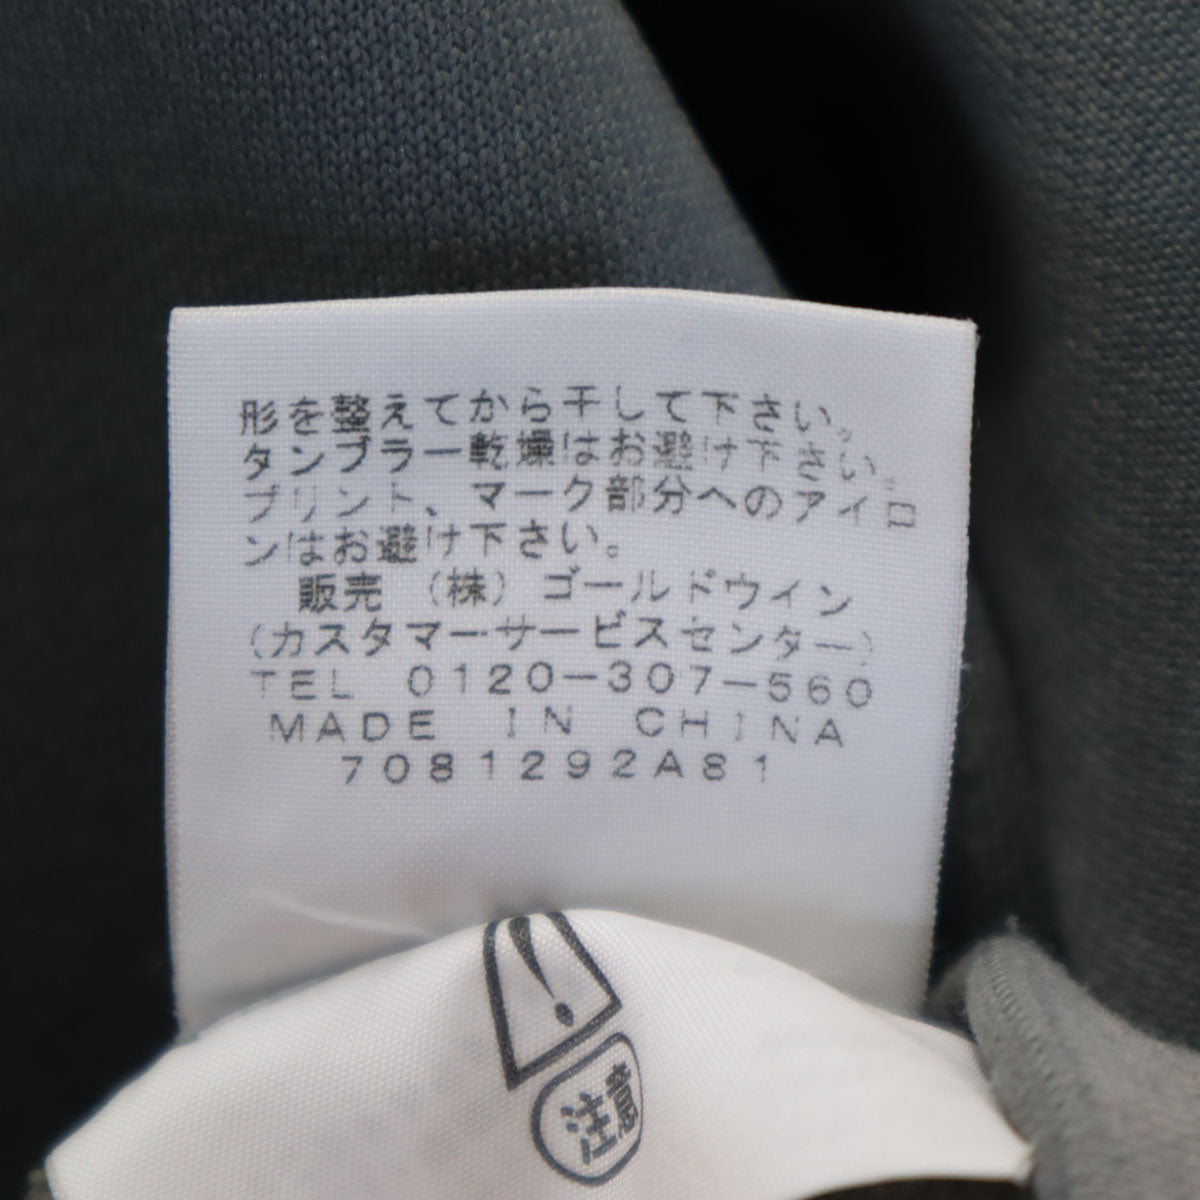 形を整えてから干して下さい。
タンブラー乾燥はお避け下さい。
プリント、マーク部分へのアイロ
ンはお避け下さい。
販売 (株) ゴールドウイン
(カスタマーサービスセンター)
TEL 0120-307-560
MADE IN CHINA
7081292A81
注意